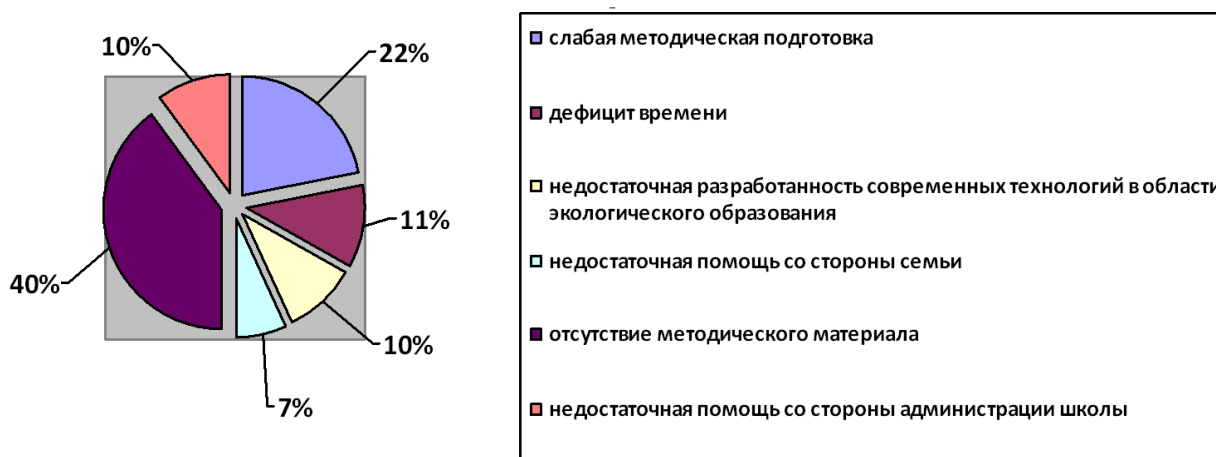 10%
22%
11%
40%
10%
7%
слабая методическая подготовка
дефицит времени
недостаточная разработанность современных технологий в области
экологического образования
недостаточная помощь со стороны семьи
отсутствие методического материала
недостаточная помощь со стороны администрации школы